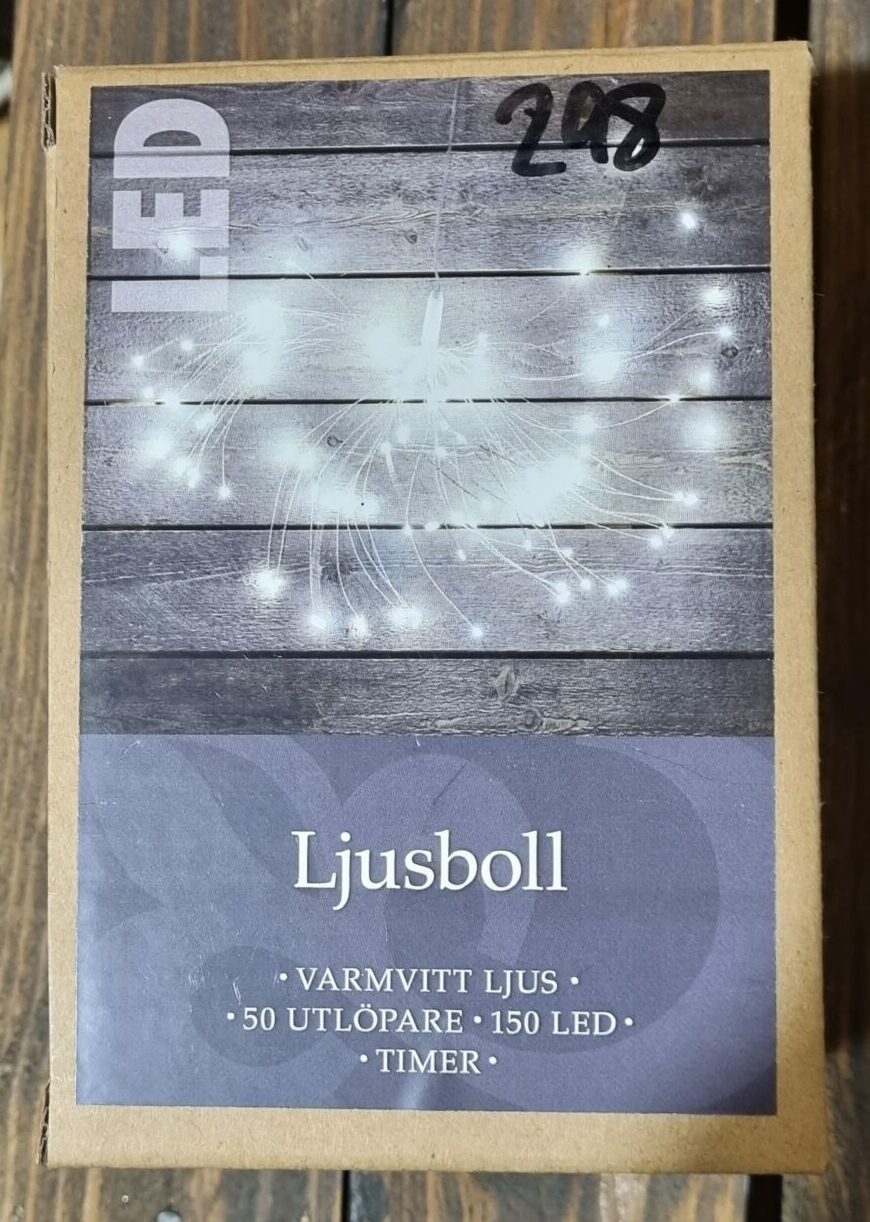 LED
298
Ljusboll
• VARMVITT LJUS •
• 50 UTLÖPARE • 150 LED •
• TIMER •